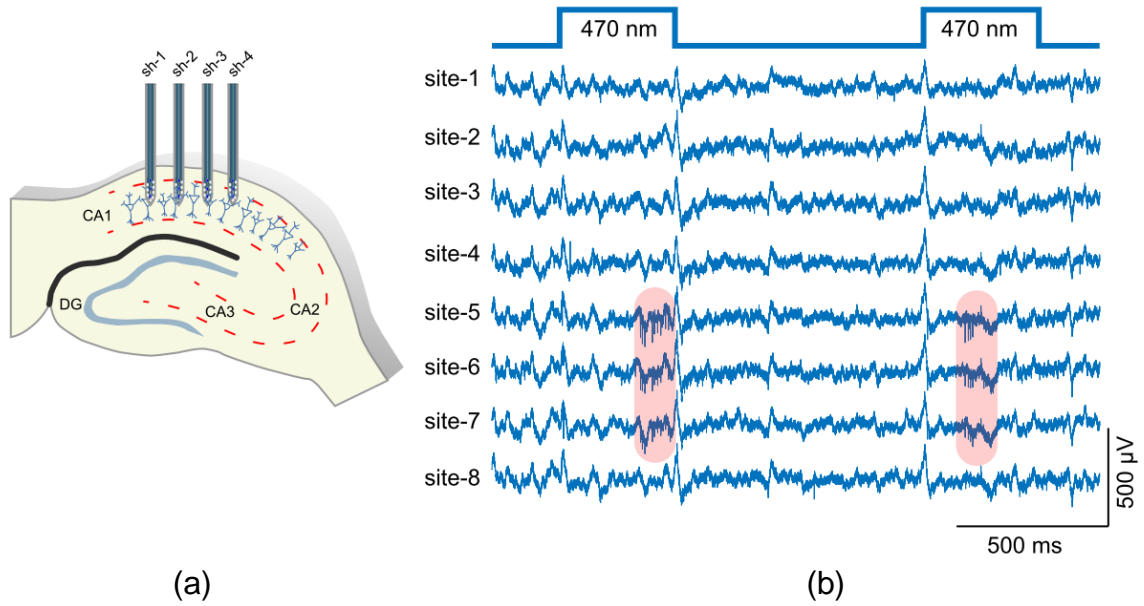 sh-1 sh-2 sh-3 sh-4
CA1
DG
CA3
CA2
(a)
470 nm 470 nm
site-1
site-2
site-3
site-4
site-5
site-6
site-7
site-8
500 µV
500 ms
(b)